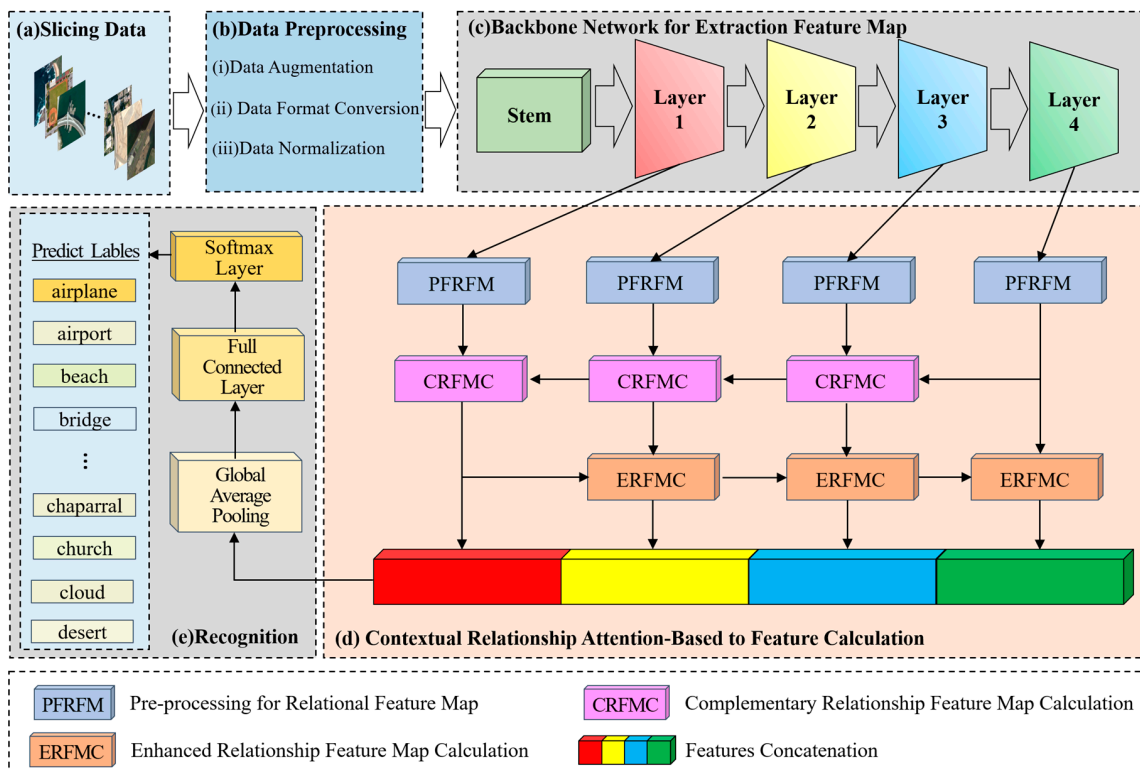 (a)Slicing Data
(b)Data Preprocessing
(i)Data Augmentation
(ii) Data Format Conversion
(iii)Data Normalization
(c)Backbone Network for Extraction Feature Map
Stem
Layer
1
Layer
2
Layer
3
Layer
4
Predict Lables
airplane
airport
beach
bridge
...
chaparral
church
cloud
desert
Softmax
Layer
Full
Connected
Layer
Global
Average
Pooling
(e)Recognition
PFRFM
PFRFM
PFRFM
PFRFM
CRFMC
CRFMC
CRFMC
ERFMC
ERFMC
ERFMC
(d) Contextual Relationship Attention-Based to Feature Calculation
PFRFM
Pre-processing for Relational Feature Map
CRFMC
Complementary Relationship Feature Map Calculation
ERFMC
Enhanced Relationship Feature Map Calculation
Features Concatenation